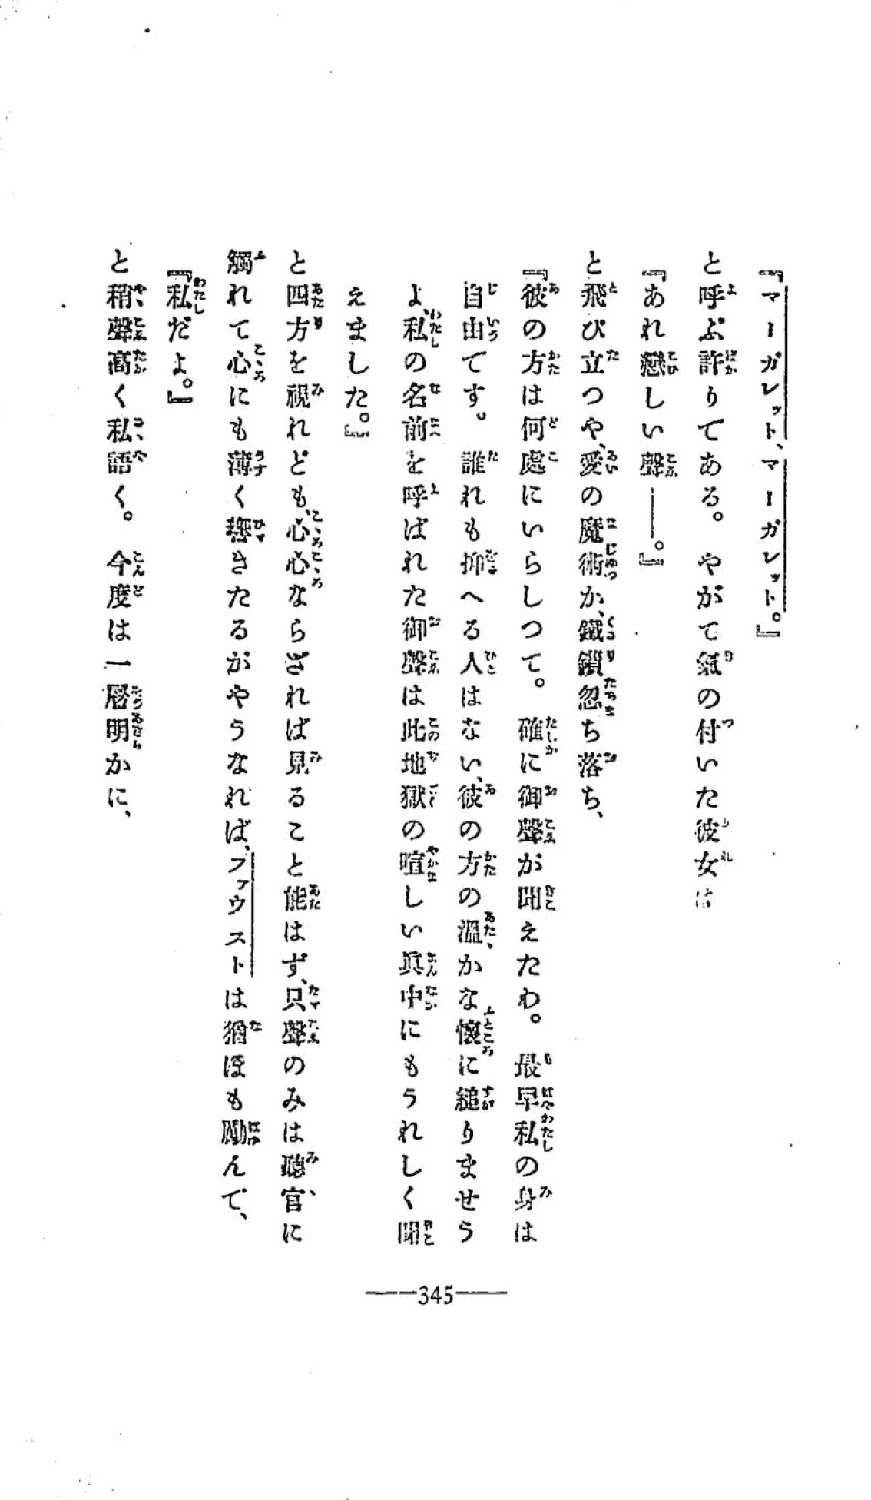 『マーガレット、マーガレット。』
と呼ぶ許りである。やがて氣の付いた彼女は
『あれ戀しい聲――。』
と飛び立つや、愛の魔術か、鐵鎖忽ち落ち、
『彼の方は何處にいらしつて。確に御聲が聞えたわ。最早私の身は
自由です。誰れも抑へる人はない、彼の方の溫かな懷に縋りませう
よ、私の名前を呼ばれた御聲は此地獄の喧しい眞中にもうれしく聞
えました。』
と四方を視れども、心心ならざれば見ること能はず、只聲のみは聽官に
觸れて心にも薄く響きたるがやうなれば、ファウストは猶ほも勵んで、
『私だよ。』
と稍聲高く私語く。今度は一層明かに、
345